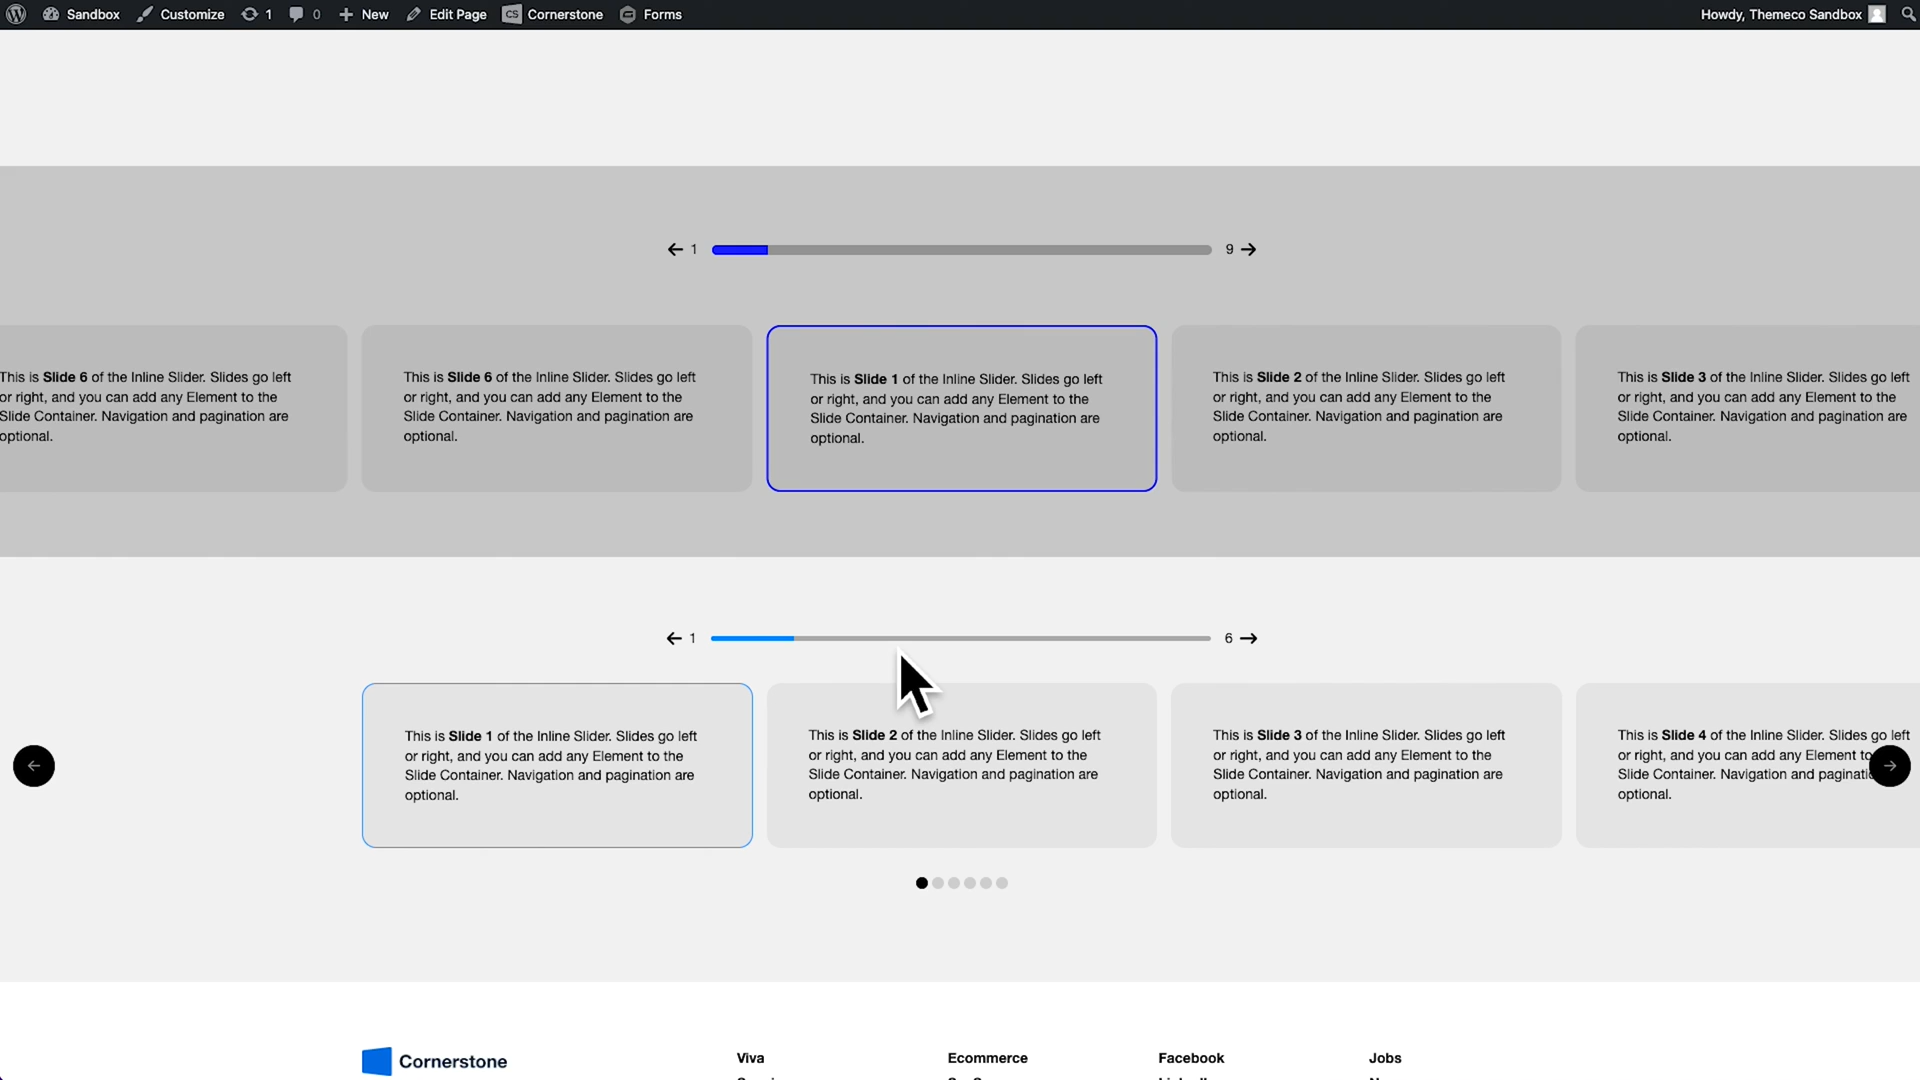 Sandbox Customize 1 0 New Edit Page CS Cornerstone Forms Howdy, Themeco Sandbox
1 9
This is Slide 6 of the Inline Slider. Slides go left
or right, and you can add any Element to the
Slide Container. Navigation and pagination are
optional.
This is Slide 6 of the Inline Slider. Slides go left
or right, and you can add any Element to the
Slide Container. Navigation and pagination are
optional.
This is Slide 1 of the Inline Slider. Slides go left
or right, and you can add any Element to the
Slide Container. Navigation and pagination are
optional.
This is Slide 2 of the Inline Slider. Slides go left
or right, and you can add any Element to the
Slide Container. Navigation and pagination are
optional.
This is Slide 3 of the Inline Slider. Slides go left
or right, and you can add any Element to the
Slide Container. Navigation and pagination are
optional.
1 6
This is Slide 1 of the Inline Slider. Slides go left
or right, and you can add any Element to the
Slide Container. Navigation and pagination are
optional.
This is Slide 2 of the Inline Slider. Slides go left
or right, and you can add any Element to the
Slide Container. Navigation and pagination are
optional.
This is Slide 3 of the Inline Slider. Slides go left
or right, and you can add any Element to the
Slide Container. Navigation and pagination are
optional.
This is Slide 4 of the Inline Slider. Slides go left
or right, and you can add any Element to
Slide Container. Navigation and
optional.
Cornerstone Viva Ecommerce Facebook Jobs